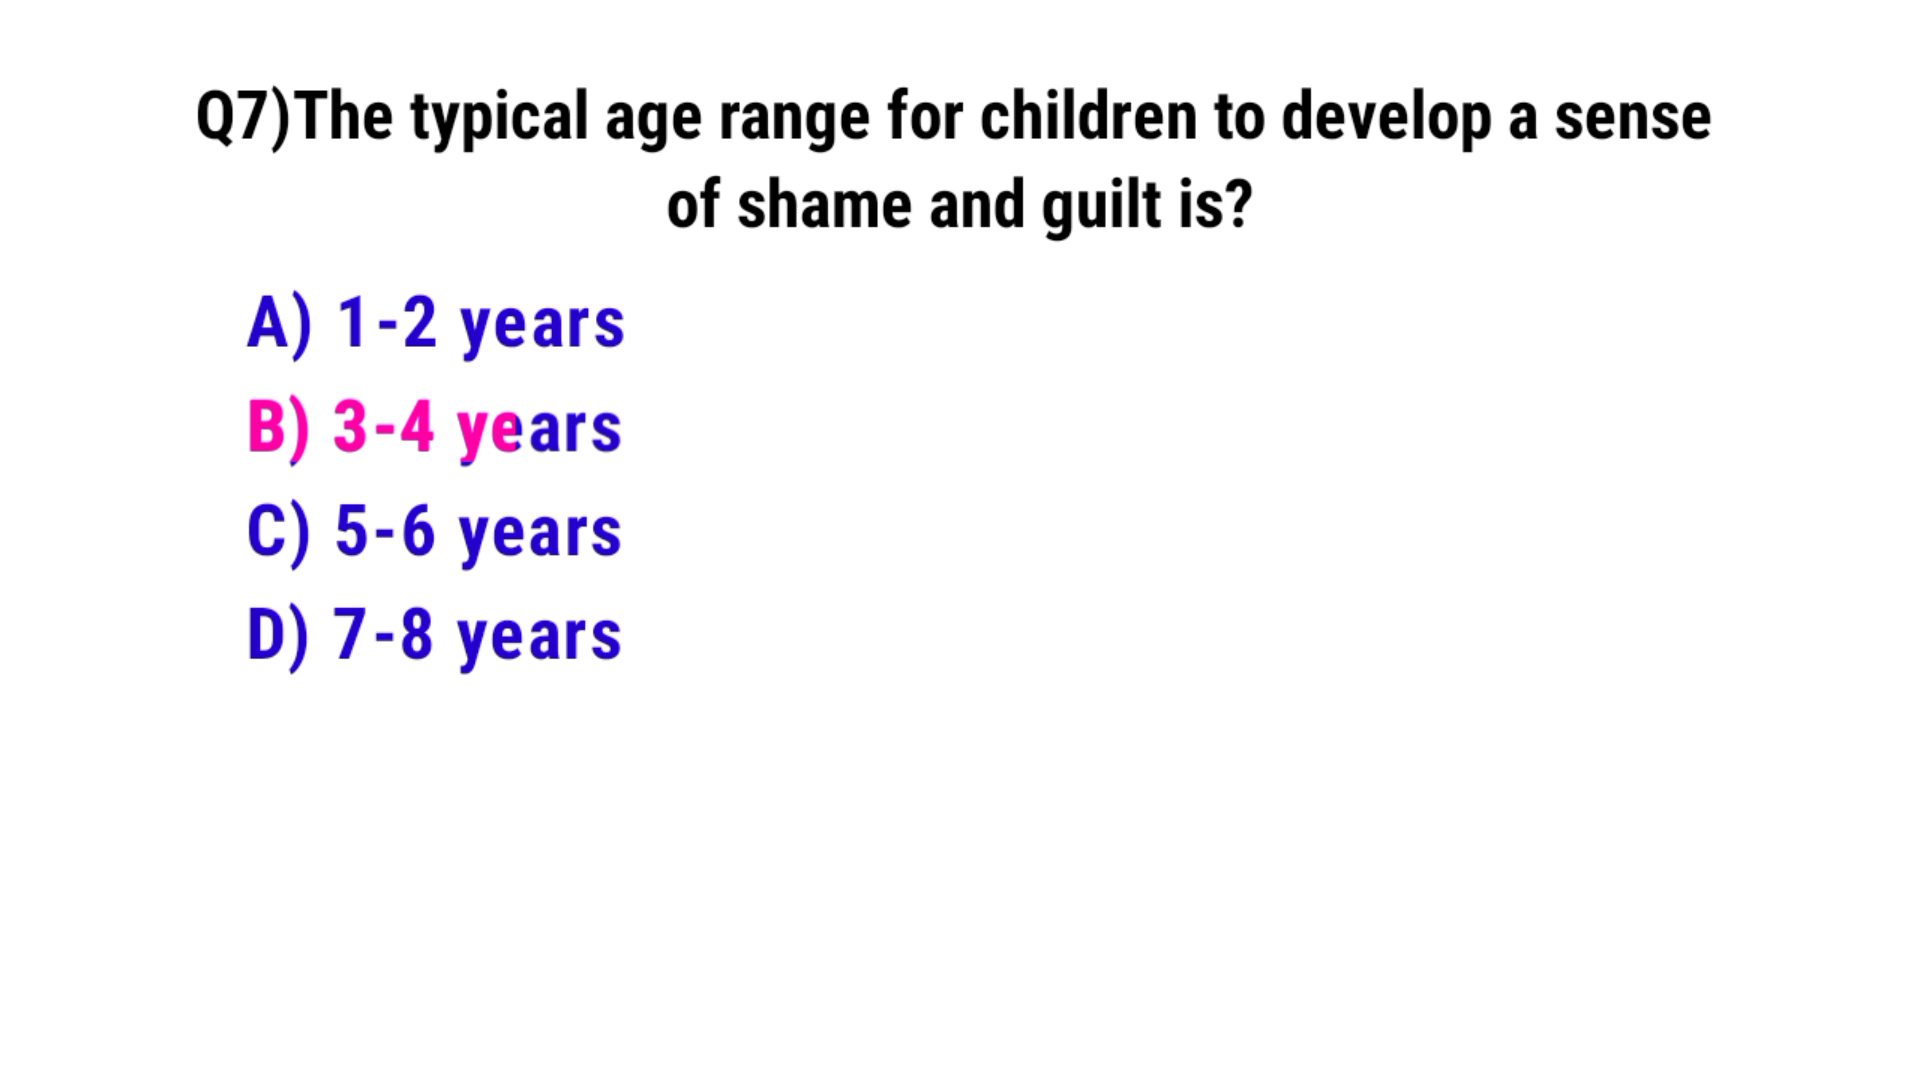 Q7)The typical age range for children to develop a sense
of shame and guilt is?
A) 1-2 years
B) 3-4 years
C) 5-6 years
D) 7-8 years